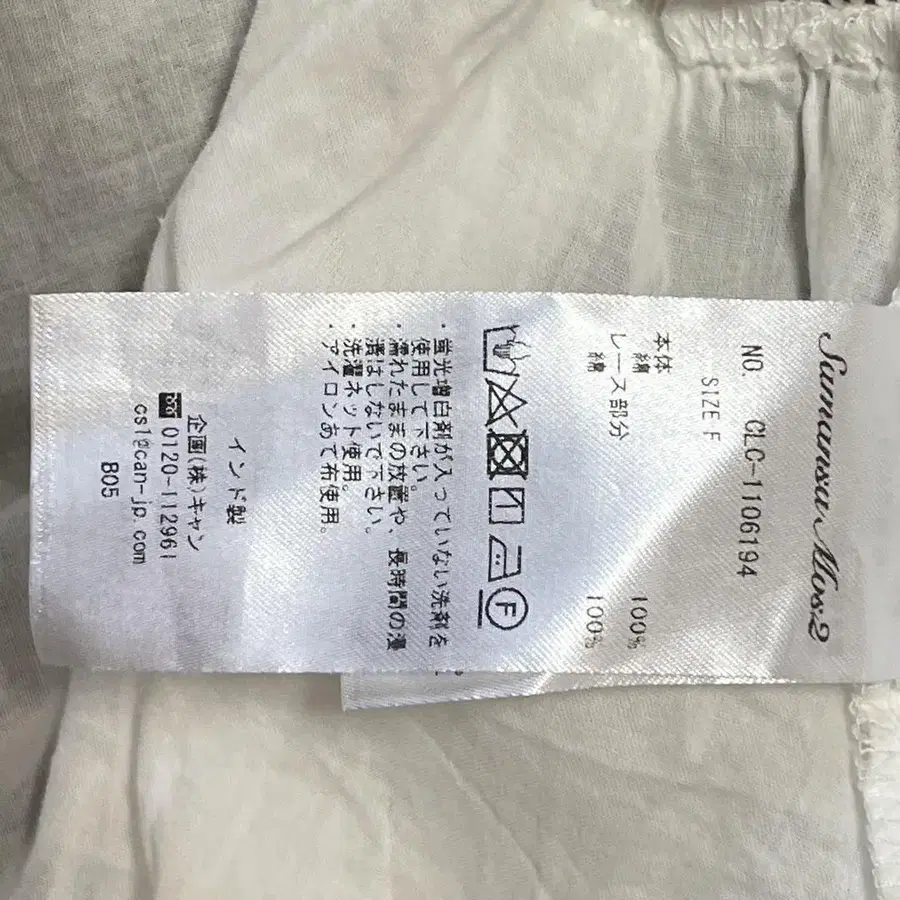 Samansa Mos2
NO. CLC-1106194
SIZE F
本体
綿 100%
レース部分
綿 100%
F
・蛍光増白剤が入っていない洗剤を
使用して下さい。
・濡れたままの放置や、長時間の浸
漬はしないで下さい。
・洗濯ネット使用。
・アイロンあて布使用。
インド製
企画(株)キャン
0120-112961
cs1@can-jp.com
B05